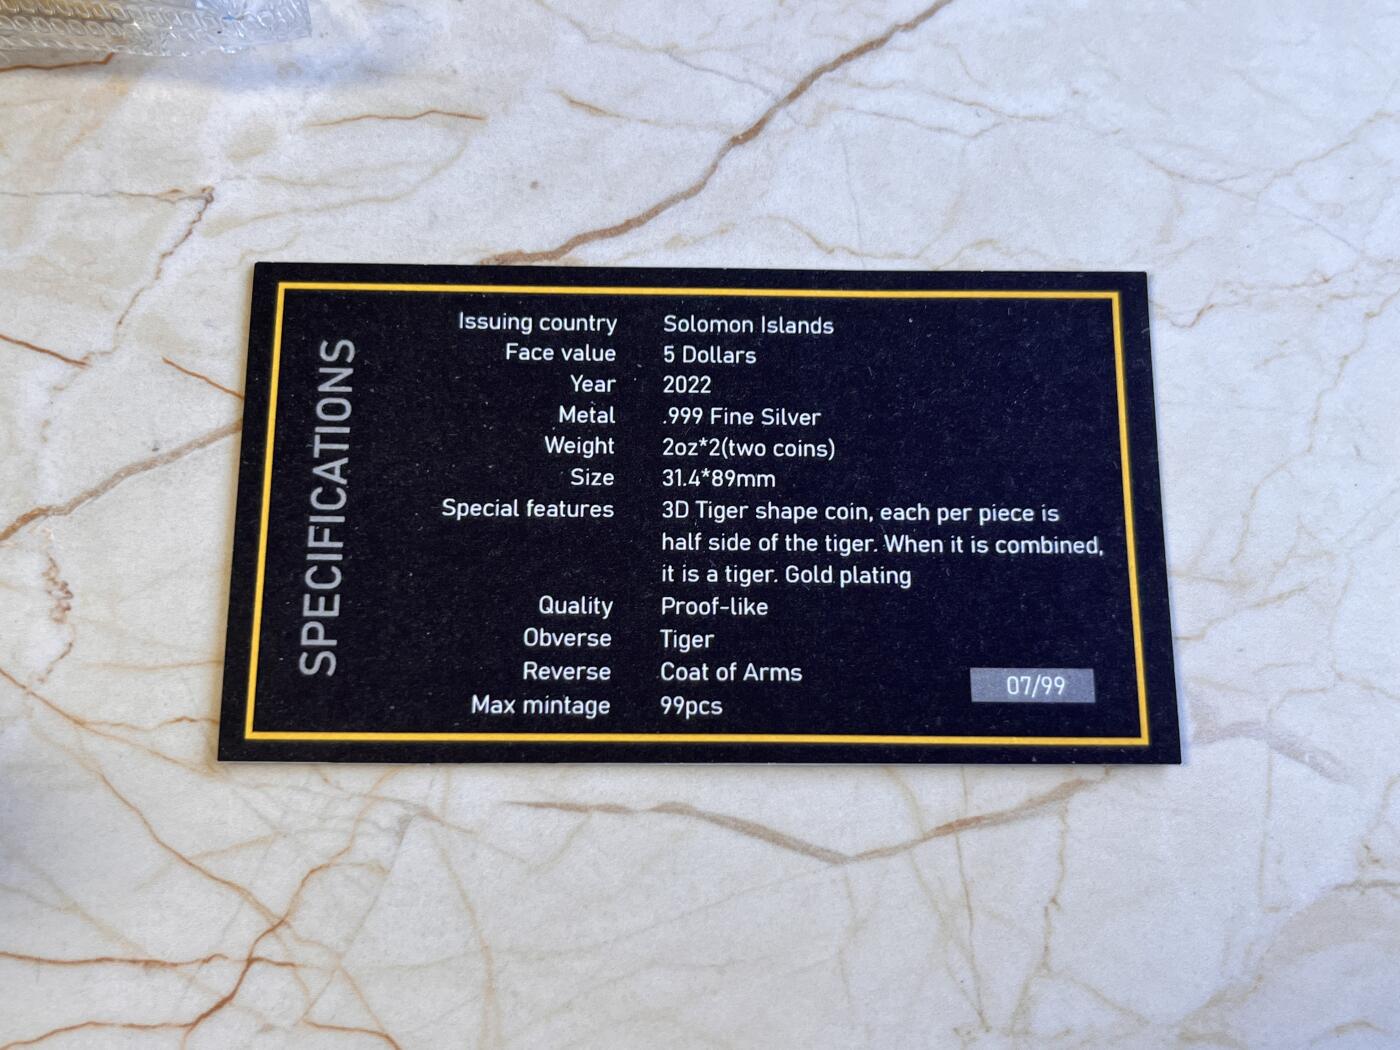 SPECIFICATIONS
Issuing country Solomon Islands
Face value 5 Dollars
Year 2022
Metal .999 Fine Silver
Weight 2oz*2(two coins)
Size 31.4*89mm
Special features 3D Tiger shape coin, each per piece is
half side of the tiger. When it is combined,
it is a tiger. Gold plating
Quality Proof-like
Obverse Tiger
Reverse Coat of Arms
Max mintage 99pcs
07/99